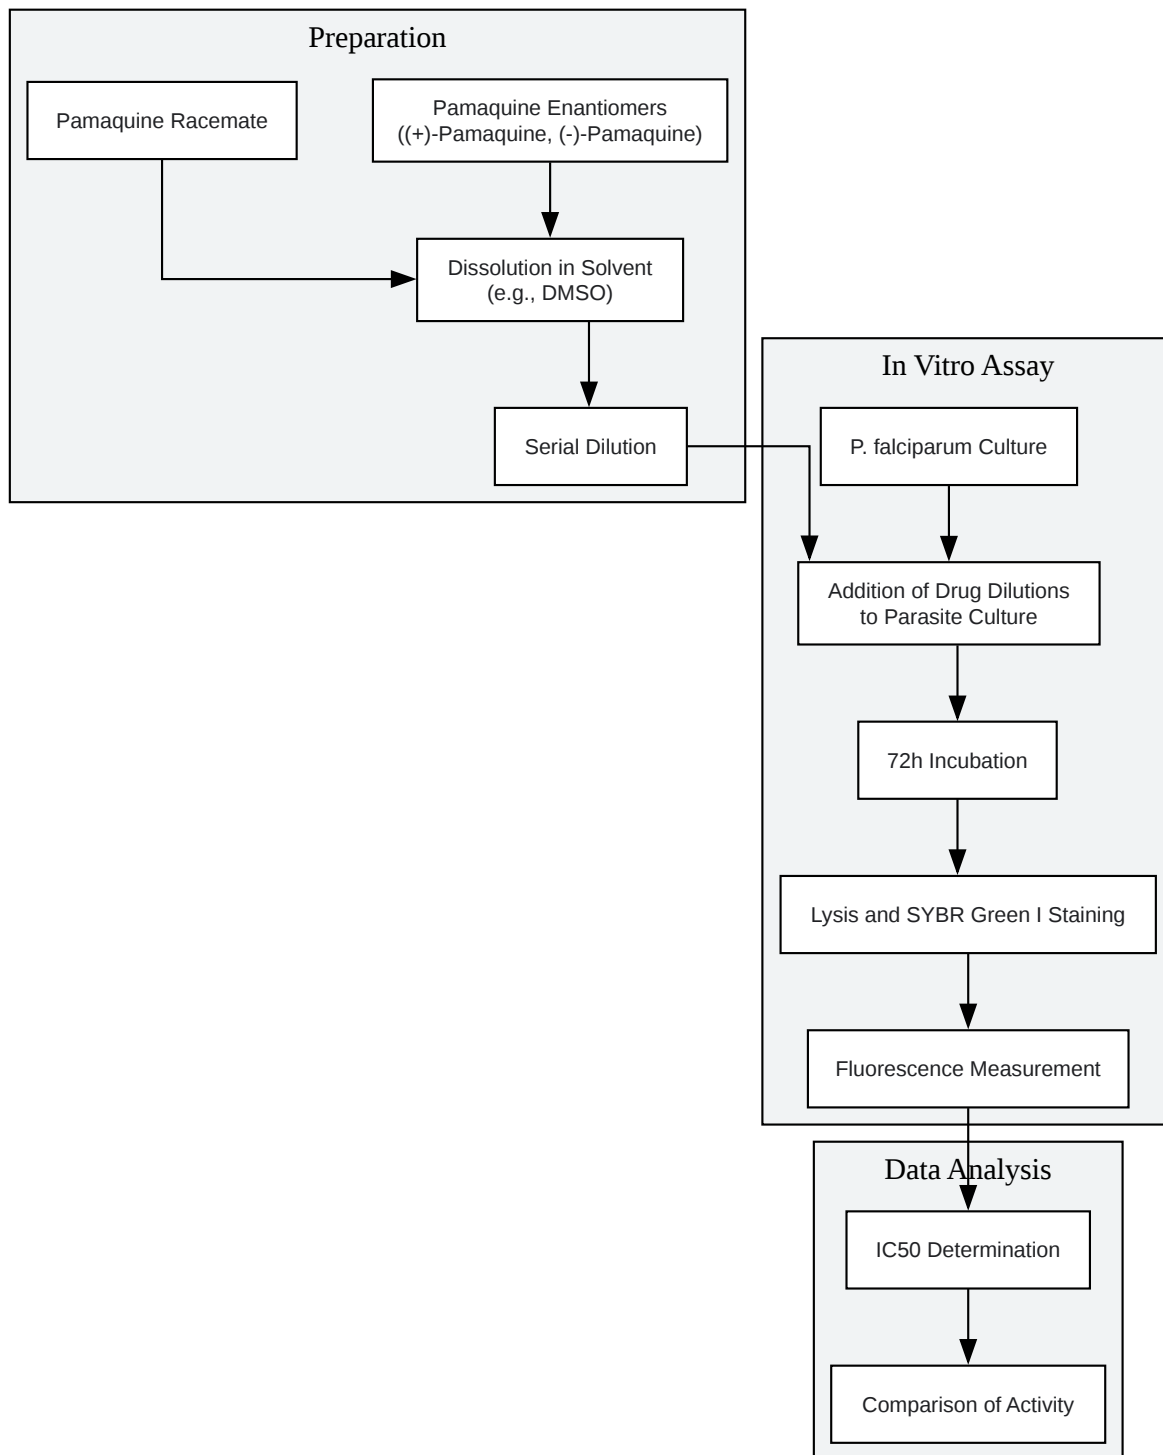 Preparation
Pamaquine Racemate
Pamaquine Enantiomers
((+)-Pamaquine, (-)-Pamaquine)
Dissolution in Solvent
(e.g., DMSO)
Serial Dilution
In Vitro Assay
P. falciparum Culture
Addition of Drug Dilutions
to Parasite Culture
72h Incubation
Lysis and SYBR Green I Staining
Fluorescence Measurement
Data Analysis
IC50 Determination
Comparison of Activity